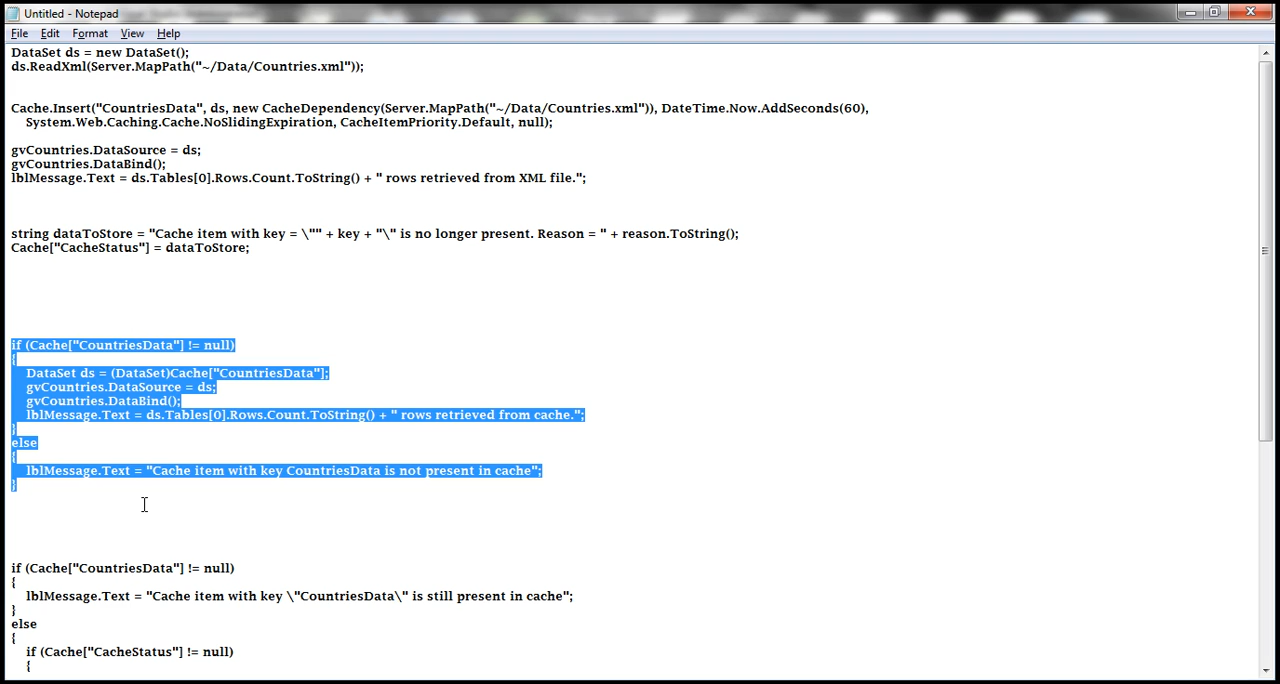 Untitled - Notepad
File Edit Format View Help
DataSet ds = new DataSet();
ds.ReadXml(Server.MapPath("~/Data/Countries.xml"));
Cache.Insert("CountriesData", ds, new CacheDependency(Server.MapPath("~/Data/Countries.xml")), DateTime.Now.AddSeconds(60),
System.Web.Caching.Cache.NoSlidingExpiration, CacheItemPriority.Default, null);
gvCountries.DataSource = ds;
gvCountries.DataBind();
lblMessage.Text = ds.Tables[0].Rows.Count.ToString() + " rows retrieved from XML file.";
string dataToStore = "Cache item with key = \"" + key + "\" is no longer present. Reason = " + reason.ToString();
Cache["CacheStatus"] = dataToStore;
if (Cache["CountriesData"] != null)
{
DataSet ds = (DataSet)Cache["CountriesData"];
gvCountries.DataSource = ds;
gvCountries.DataBind();
lblMessage.Text = ds.Tables[0].Rows.Count.ToString() + " rows retrieved from cache.";
}
else
{
lblMessage.Text = "Cache item with key CountriesData is not present in cache";
}
if (Cache["CountriesData"] != null)
{
lblMessage.Text = "Cache item with key \"CountriesData\" is still present in cache";
}
else
{
if (Cache["CacheStatus"] != null)
{